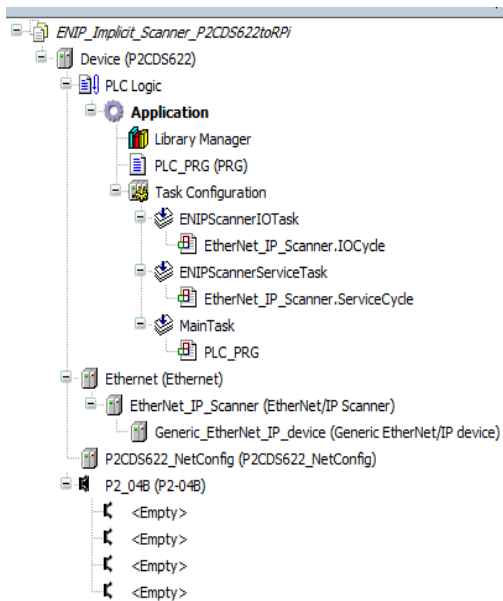 ENIP_Implicit_Scanner_P2CDS622toRPi
Device (P2CDS622)
PLC Logic
Application
Library Manager
PLC_PRG (PRG)
Task Configuration
ENIPScannerIOTask
EtherNet_IP_Scanner.IOCycle
ENIPScannerServiceTask
EtherNet_IP_Scanner.ServiceCycle
MainTask
PLC_PRG
Ethernet (Ethernet)
EtherNet_IP_Scanner (EtherNet/IP Scanner)
Generic_EtherNet_IP_device (Generic EtherNet/IP device)
P2CDS622_NetConfig (P2CDS622_NetConfig)
P2_04B (P2-04B)
<Empty>
<Empty>
<Empty>
<Empty>